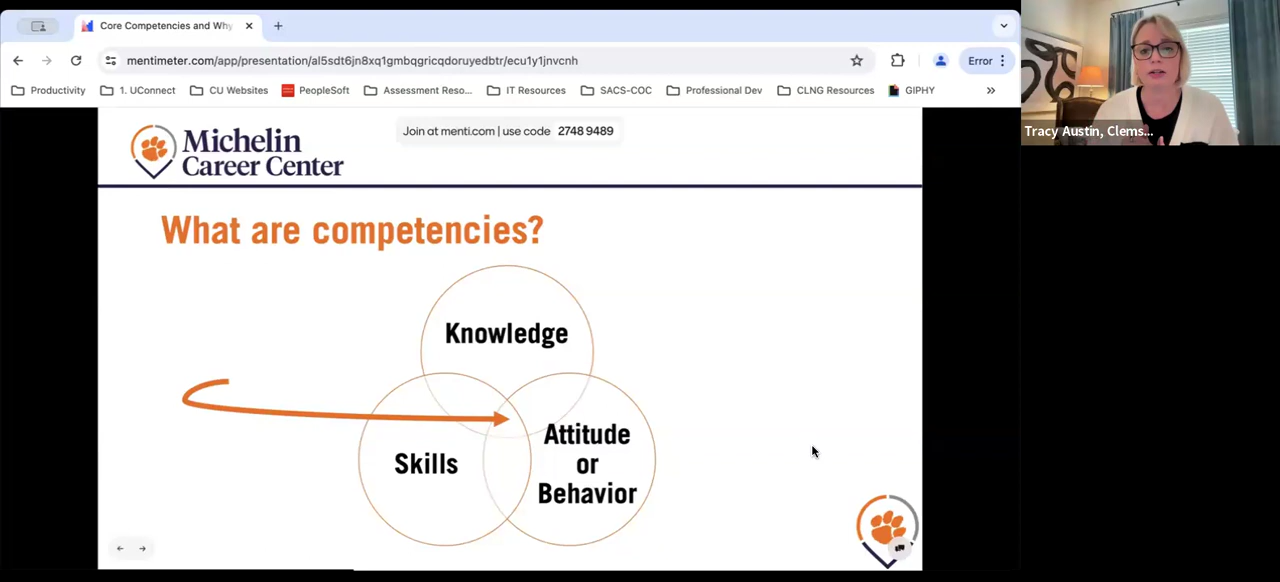 Core Competencies and Why
mentimeter.com/app/presentation/al5sdt6jn8xq1gmbqgriocwzruyedbtr/ecu1y1jnvcnh
Error
Productivity
1. UConnect
CU Websites
PeopleSoft
Assessment Reso...
IT Resources
SACS-COC
Professional Dev
CLNG Resources
GIPHY
Tracy Austin, Clems...
Michelin
Career Center
Join at menti.com | use code 2748 9489
What are competencies?
Knowledge
Skills
Attitude
or
Behavior